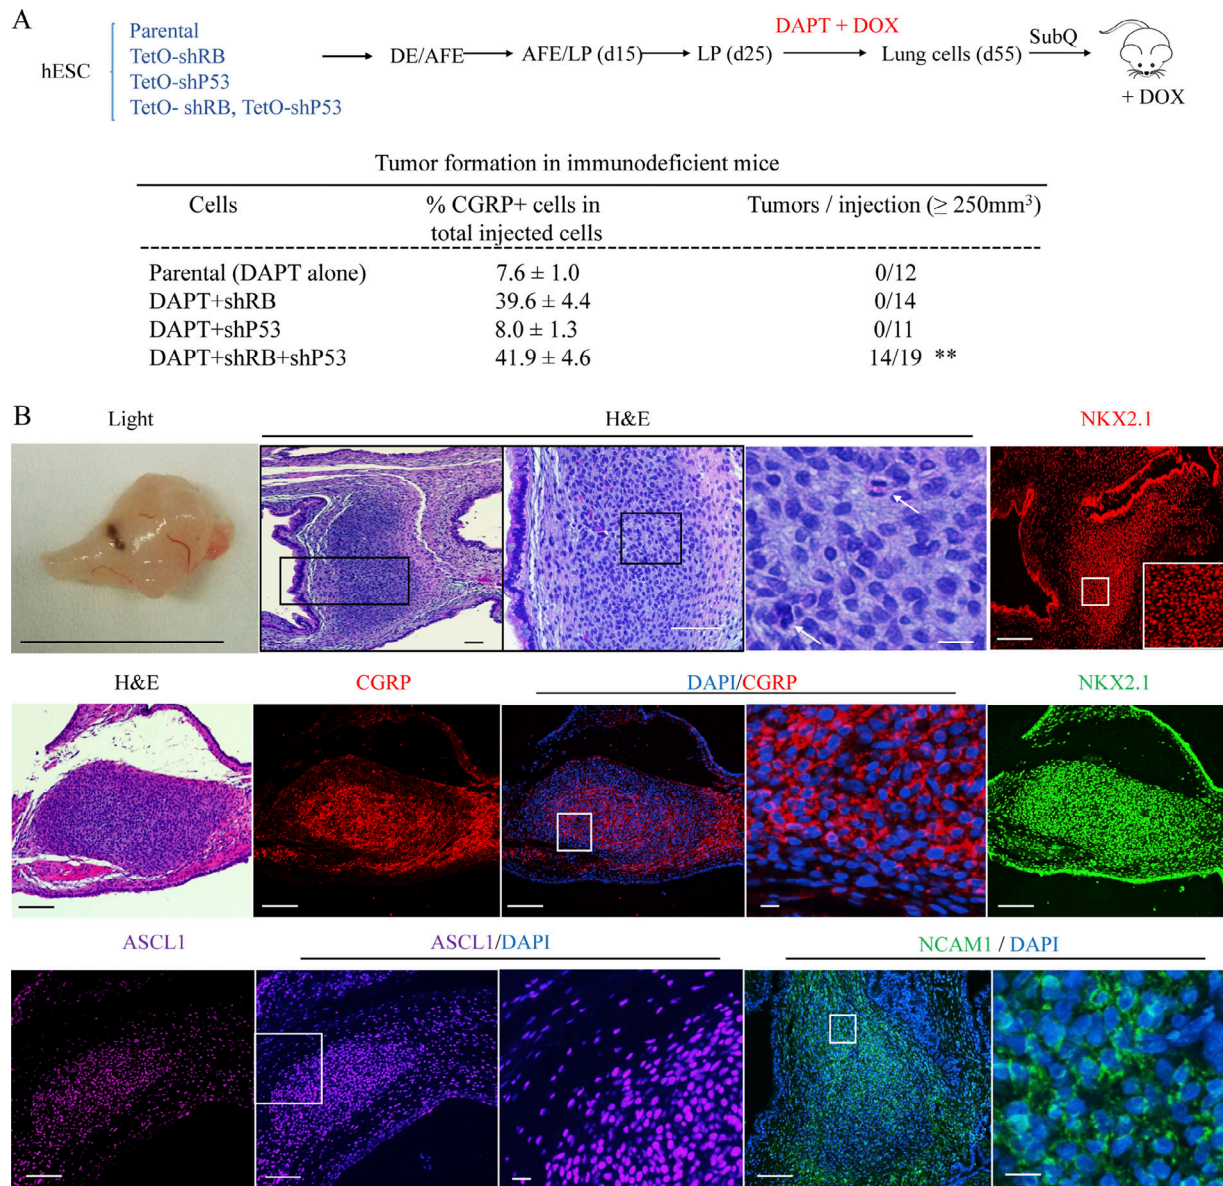 A
hESC
Parental
TetO-shRB
TetO-shP53
TetO- shRB, TetO-shP53
DE/AFE
AFE/LP (d15)
LP (d25)
DAPT + DOX
Lung cells (d55)
SubQ
+ DOX
Tumor formation in immunodeficient mice
Cells % CGRP+ cells in total injected cells Tumors / injection (≥ 250mm³)
Parental (DAPT alone) 7.6 ± 1.0 0/12
DAPT+shRB 39.6 ± 4.4 0/14
DAPT+shP53 8.0 ± 1.3 0/11
DAPT+shRB+shP53 41.9 ± 4.6 14/19 **
B
Light H&E NKX2.1
H&E CGRP DAPI/CGRP NKX2.1
ASCL1 ASCL1/DAPI NCAM1 / DAPI